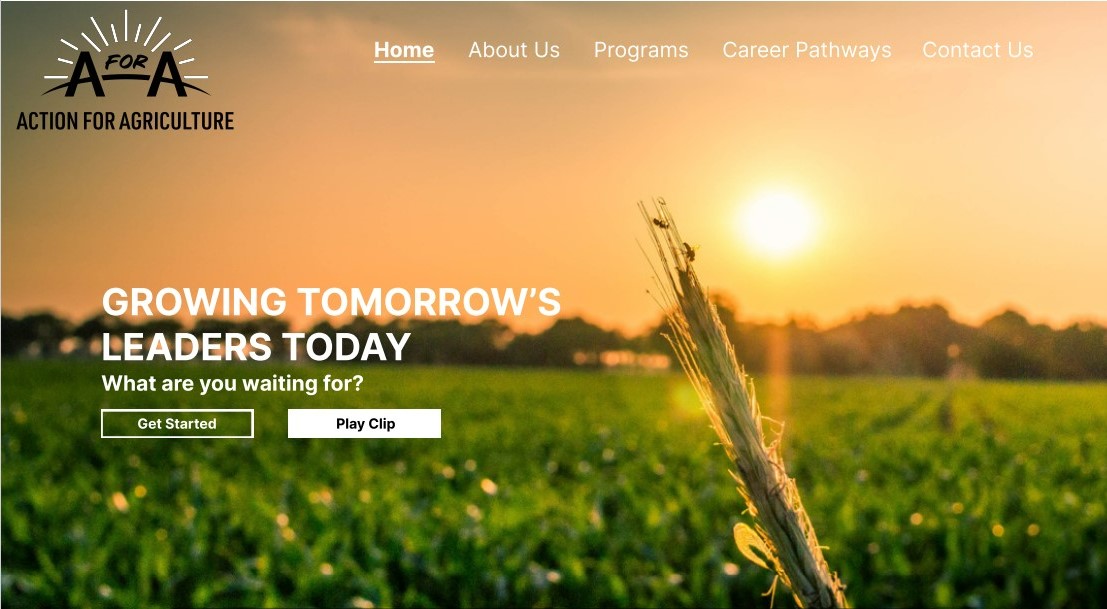 A FOR A
ACTION FOR AGRICULTURE
Home About Us Programs Career Pathways Contact Us
GROWING TOMORROW’S
LEADERS TODAY
What are you waiting for?
Get Started Play Clip